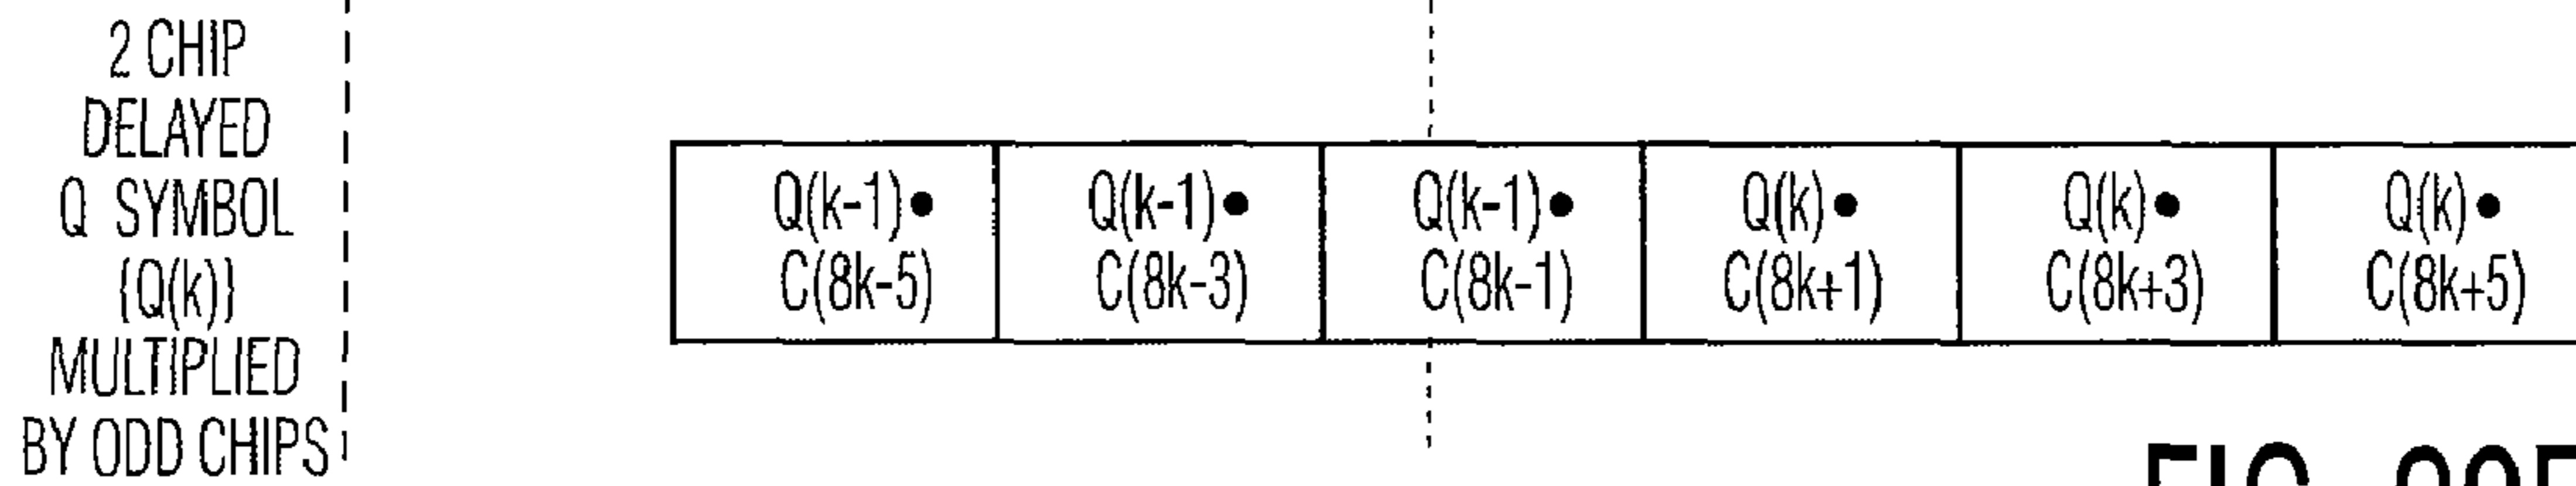 2 CHIP
DELAYED
Q SYMBOL
{Q(k)}
MULTIPLIED
BY ODD CHIPS
Q(k-1)•
C(8k-5)
Q(k-1)•
C(8k-3)
Q(k-1)•
C(8k-1)
Q(k)•
C(8k+1)
Q(k)•
C(8k+3)
Q(k)•
C(8k+5)
FIG.